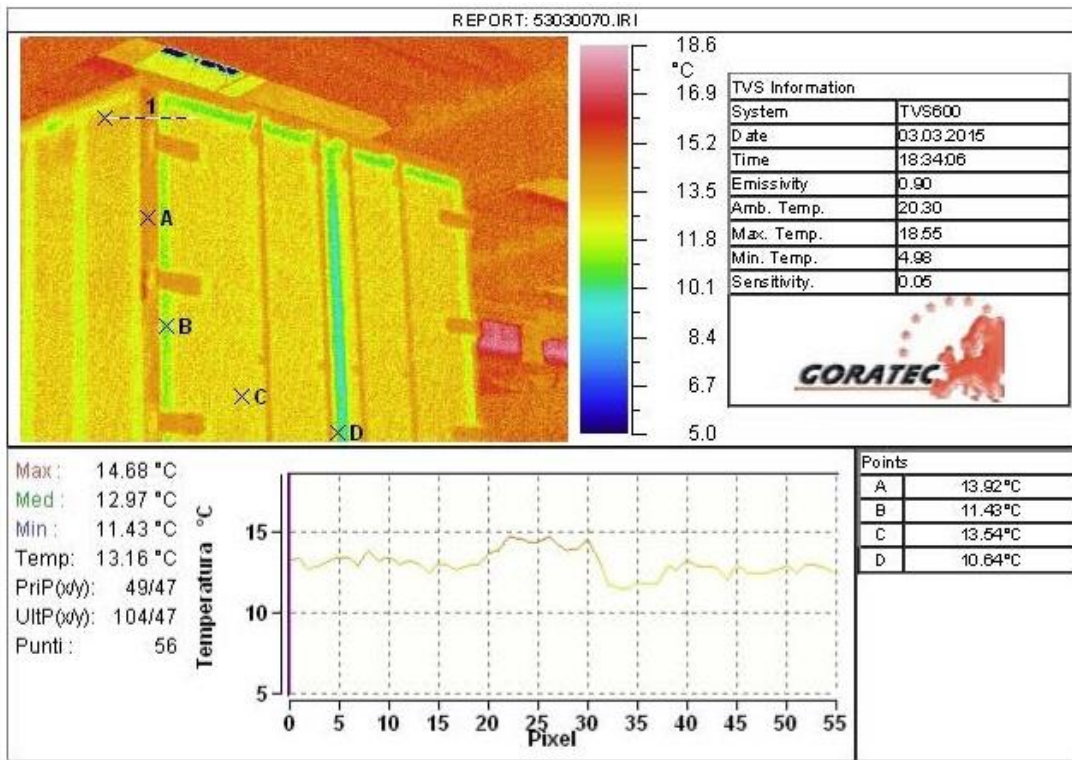 REPORT: 53030070.IRI
1
A
B
C
D
18.6
°C
16.9
15.2
13.5
11.8
10.1
8.4
6.7
5.0
TVS Information
System TVS600
Date 03.03.2015
Time 18:34:06
Emissivity 0.90
Amb. Temp. 20.30
Max. Temp. 18.55
Min. Temp. 4.98
Sensitivity. 0.05
GORATEC
Max : 14.68 °C
Med : 12.97 °C
Min : 11.43 °C
Temp: 13.16 °C
PriP(x/y): 49/47
UltP(x/y): 104/47
Punti : 56
Temperatura °C
15
10
5
0 5 10 15 20 25 30 35 40 45 50 55
Pixel
Points
A 13.92°C
B 11.43°C
C 13.54°C
D 10.64°C